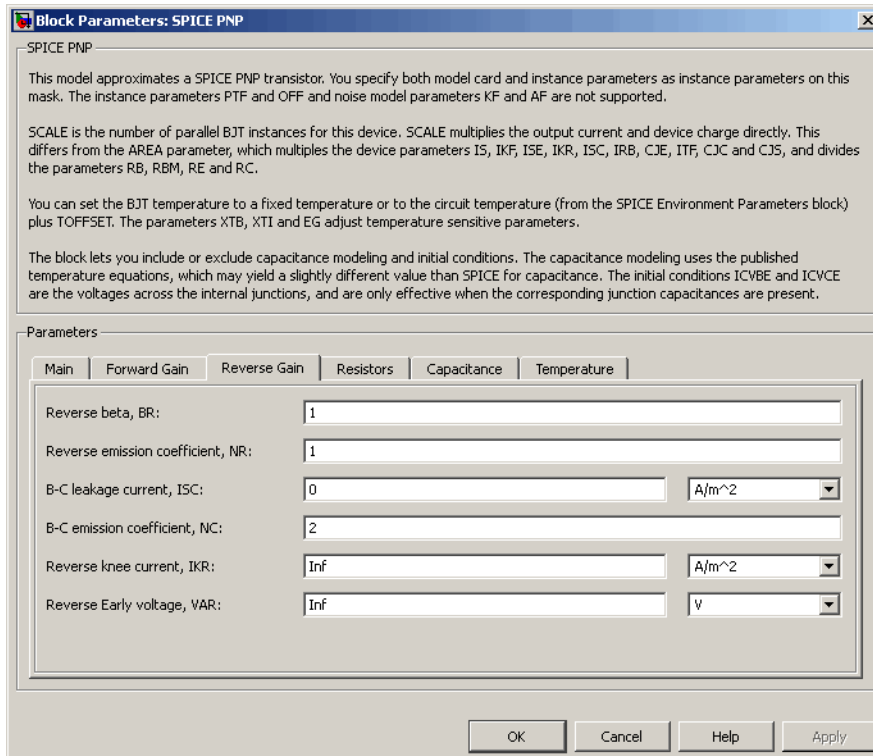 Block Parameters: SPICE PNP
SPICE PNP
This model approximates a SPICE PNP transistor. You specify both model card and instance parameters as instance parameters on this
mask. The instance parameters PTF and OFF and noise model parameters KF and AF are not supported.
SCALE is the number of parallel BJT instances for this device. SCALE multiplies the output current and device charge directly. This
differs from the AREA parameter, which multiples the device parameters IS, IKF, ISE, IKR, ISC, IRB, CJE, ITF, CJC and CJS, and divides
the parameters RB, RBM, RE and RC.
You can set the BJT temperature to a fixed temperature or to the circuit temperature (from the SPICE Environment Parameters block)
plus TOFFSET. The parameters XTB, XTI and EG adjust temperature sensitive parameters.
The block lets you include or exclude capacitance modeling and initial conditions. The capacitance modeling uses the published
temperature equations, which may yield a slightly different value than SPICE for capacitance. The initial conditions ICVBE and ICVCE
are the voltages across the internal junctions, and are only effective when the corresponding junction capacitances are present.
Parameters
Main Forward Gain Reverse Gain Resistors Capacitance Temperature
Reverse beta, BR: 1
Reverse emission coefficient, NR: 1
B-C leakage current, ISC: 0 A/m^2
B-C emission coefficient, NC: 2
Reverse knee current, IKR: Inf A/m^2
Reverse Early voltage, VAR: Inf V
OK Cancel Help Apply